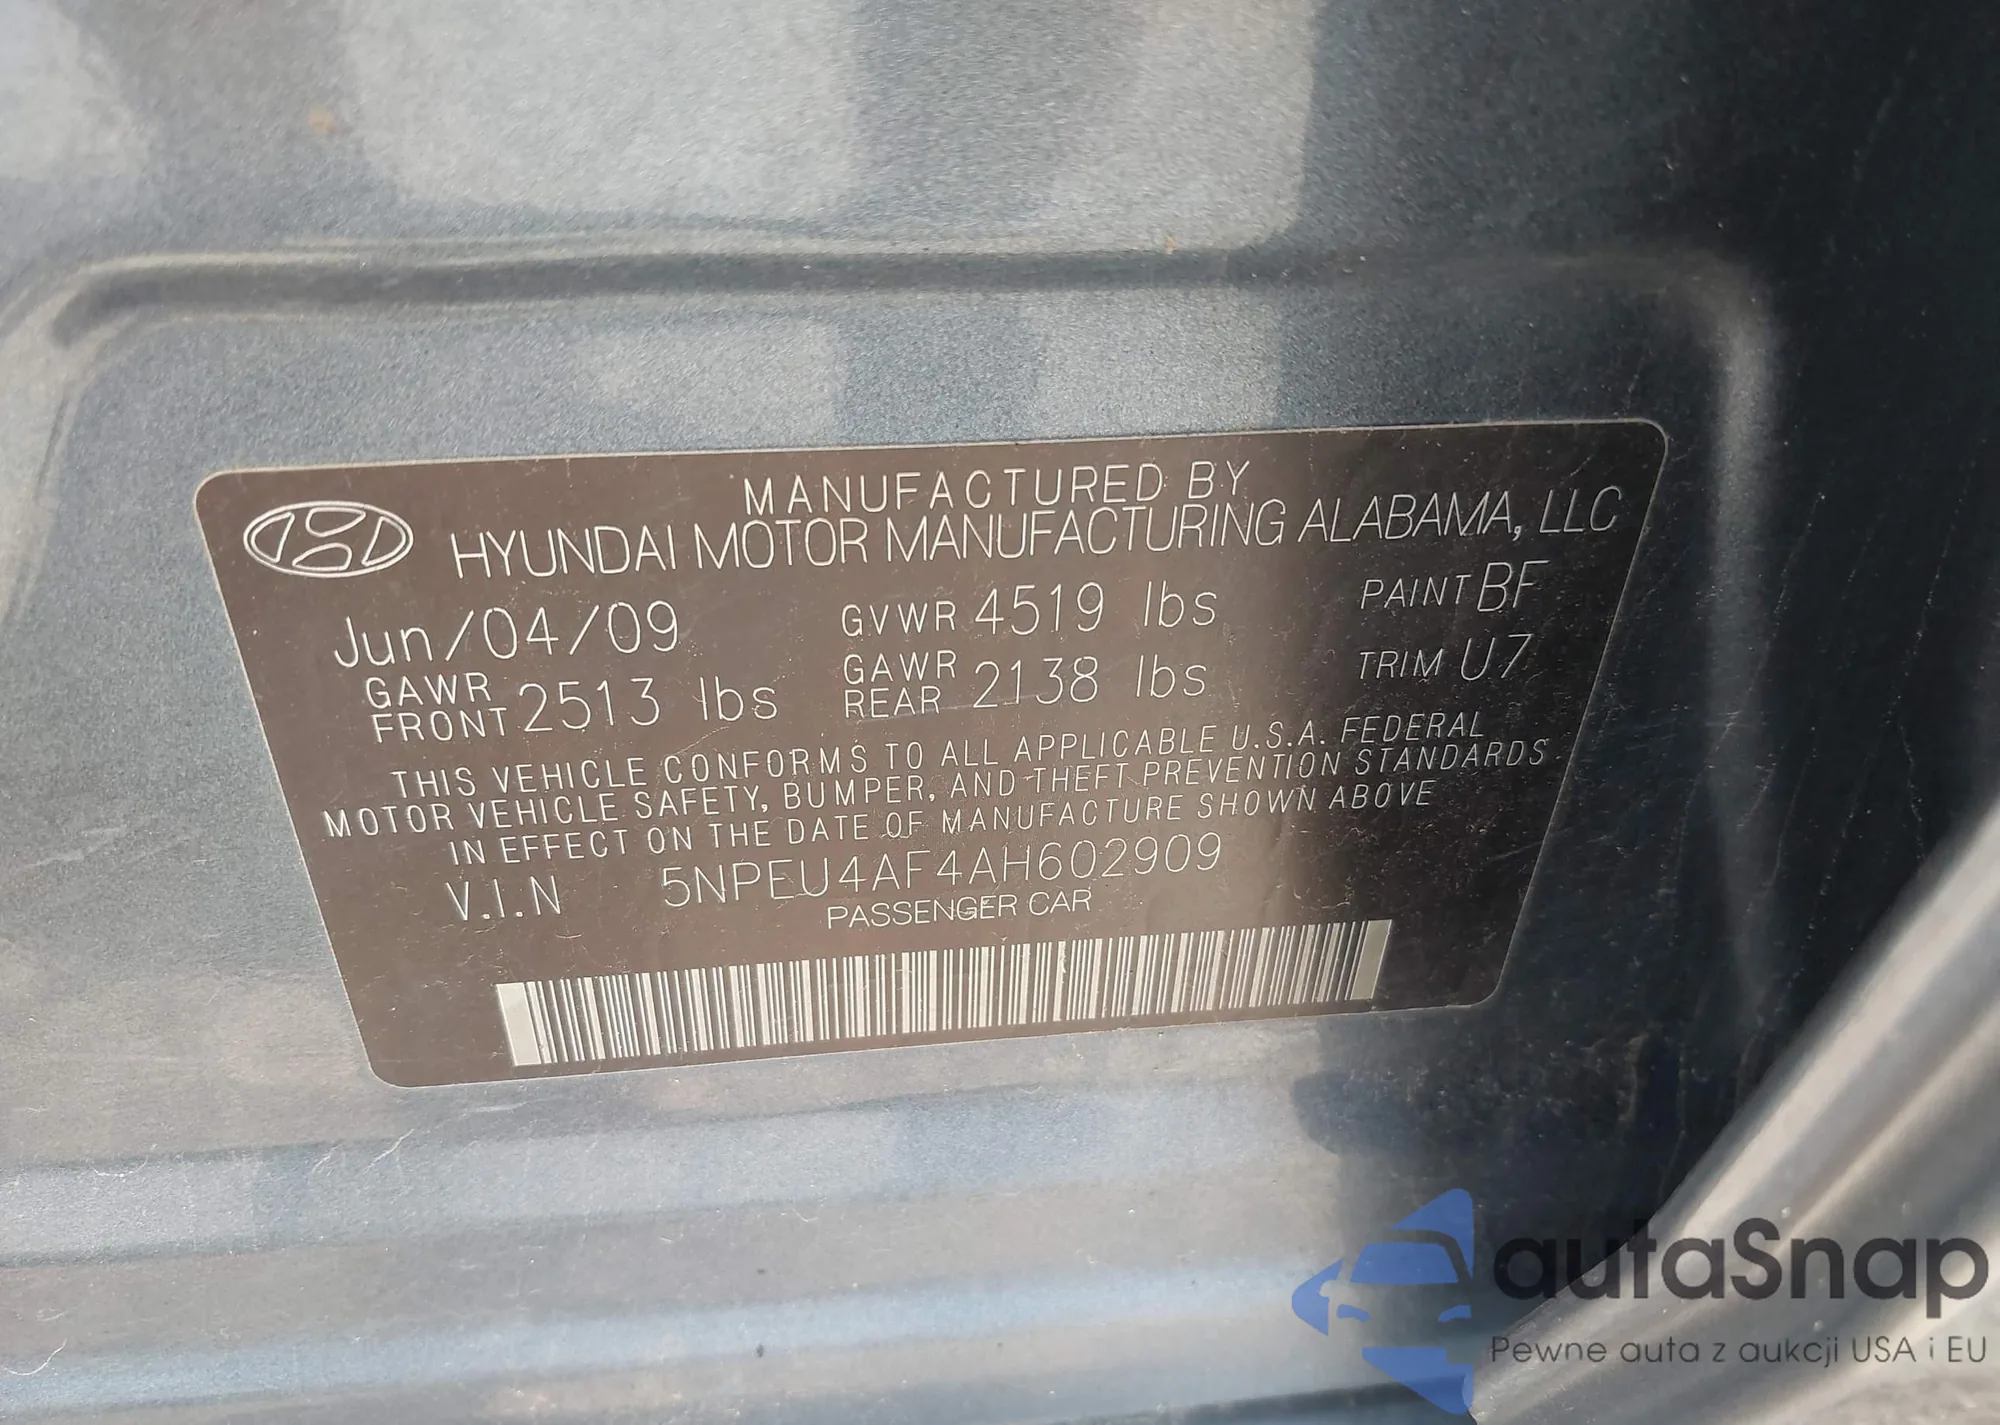 MANUFACTURED BY
HYUNDAI MOTOR MANUFACTURING ALABAMA, LLC
Jun/04/09 GVWR 4519 lbs PAINT BF
GAWR FRONT 2513 lbs GAWR REAR 2138 lbs TRIM U7
THIS VEHICLE CONFORMS TO ALL APPLICABLE U.S.A. FEDERAL
MOTOR VEHICLE SAFETY, BUMPER, AND THEFT PREVENTION STANDARDS
IN EFFECT ON THE DATE OF MANUFACTURE SHOWN ABOVE
V.I.N 5NPEU4AF4AH602909
PASSENGER CAR
autaSnap
Pewne auta z aukcji USA i EU